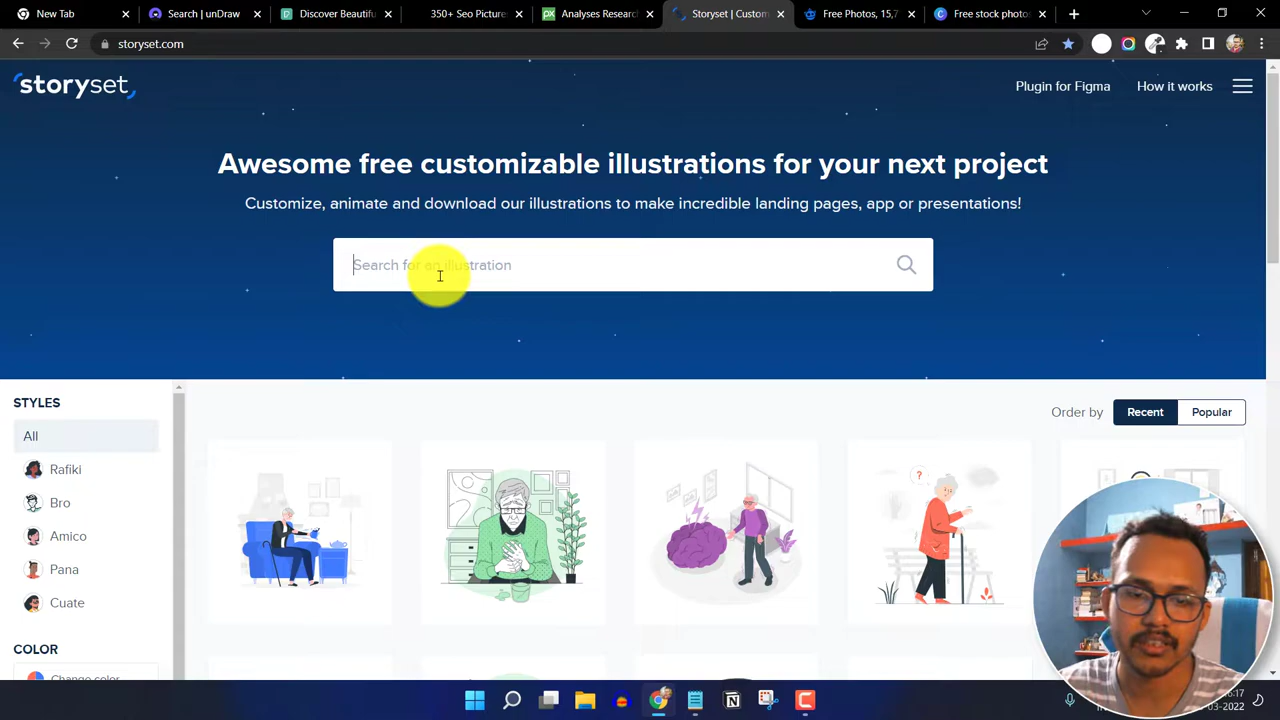 New Tab
Search | unDraw
Discover Beautifu
350+ Seo Picture
Analyses Researc
Storyset | Custom
Free Photos, 15,7
Free stock photo
storyset.com
storyset
Plugin for Figma
How it works
Awesome free customizable illustrations for your next project
Customize, animate and download our illustrations to make incredible landing pages, app or presentations!
Search for an illustration
STYLES
Order by
Recent
Popular
All
Rafiki
Bro
Amico
Pana
Cuate
COLOR
Change color